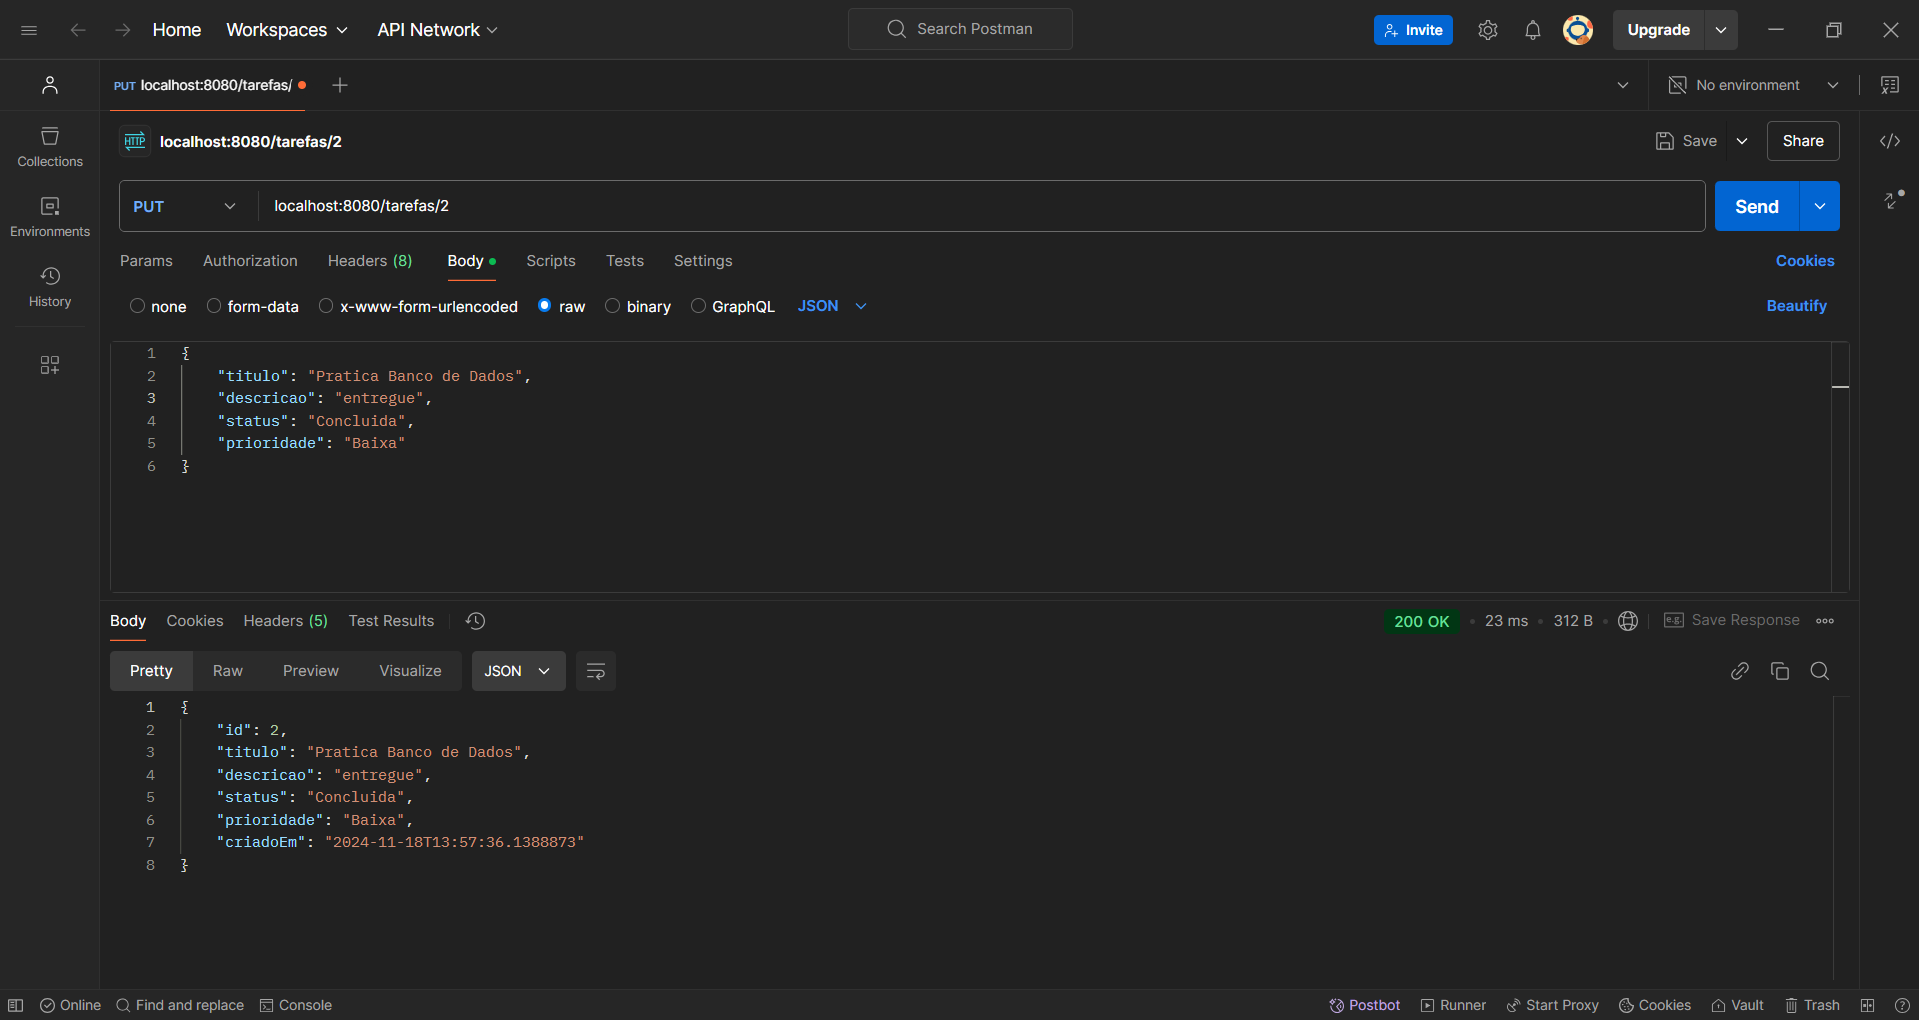 Home Workspaces API Network Search Postman Invite Upgrade
PUT localhost:8080/tarefas/ No environment
HTTP localhost:8080/tarefas/2 Save Share
Collections
Environments
History
PUT localhost:8080/tarefas/2 Send
Params Authorization Headers (8) Body Scripts Tests Settings Cookies
none form-data x-www-form-urlencoded raw binary GraphQL JSON Beautify
1 {
2 "titulo": "Pratica Banco de Dados",
3 "descricao": "entregue",
4 "status": "Concluida",
5 "prioridade": "Baixa"
6 }
Body Cookies Headers (5) Test Results 200 OK 23 ms 312 B e.g. Save Response
Pretty Raw Preview Visualize JSON
1 {
2 "id": 2,
3 "titulo": "Pratica Banco de Dados",
4 "descricao": "entregue",
5 "status": "Concluida",
6 "prioridade": "Baixa",
7 "criadoEm": "2024-11-18T13:57:36.1388873"
8 }
Online Find and replace Console Postbot Runner Start Proxy Cookies Vault Trash